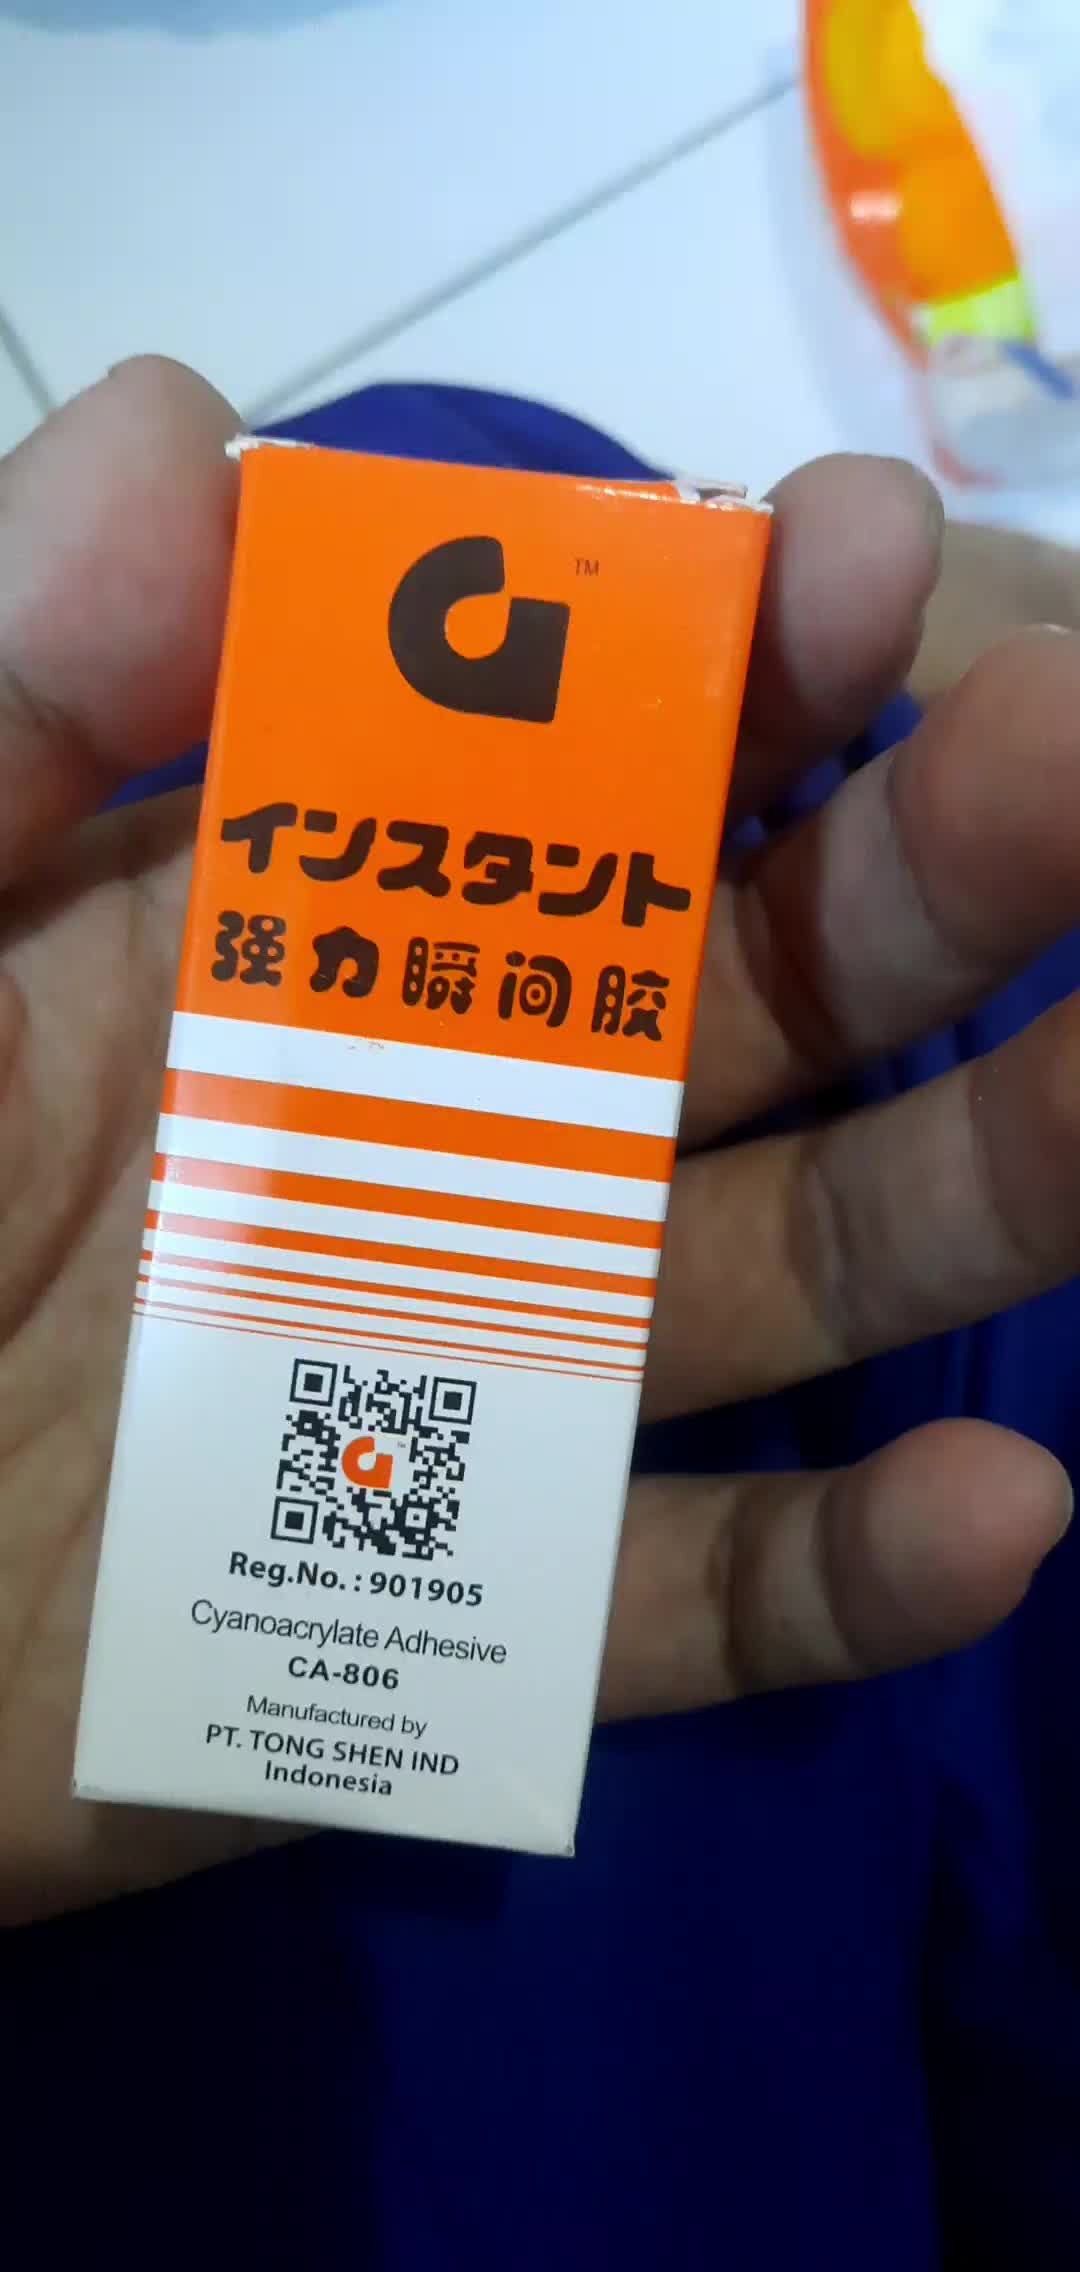 G
TM
インスタント
强力瞬间胶
Reg.No.:901905
Cyanoacrylate Adhesive
CA-806
Manufactured by
PT. TONG SHEN IND
Indonesia